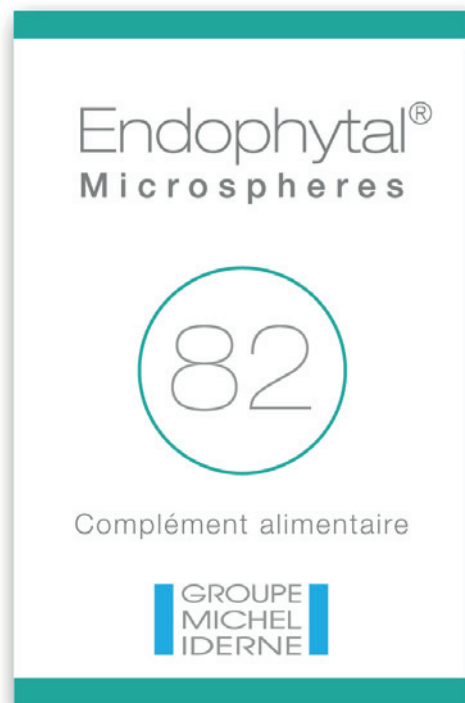 Endophytal®
Microspheres
82
Complément alimentaire
GROUPE
MICHEL
IDERNE